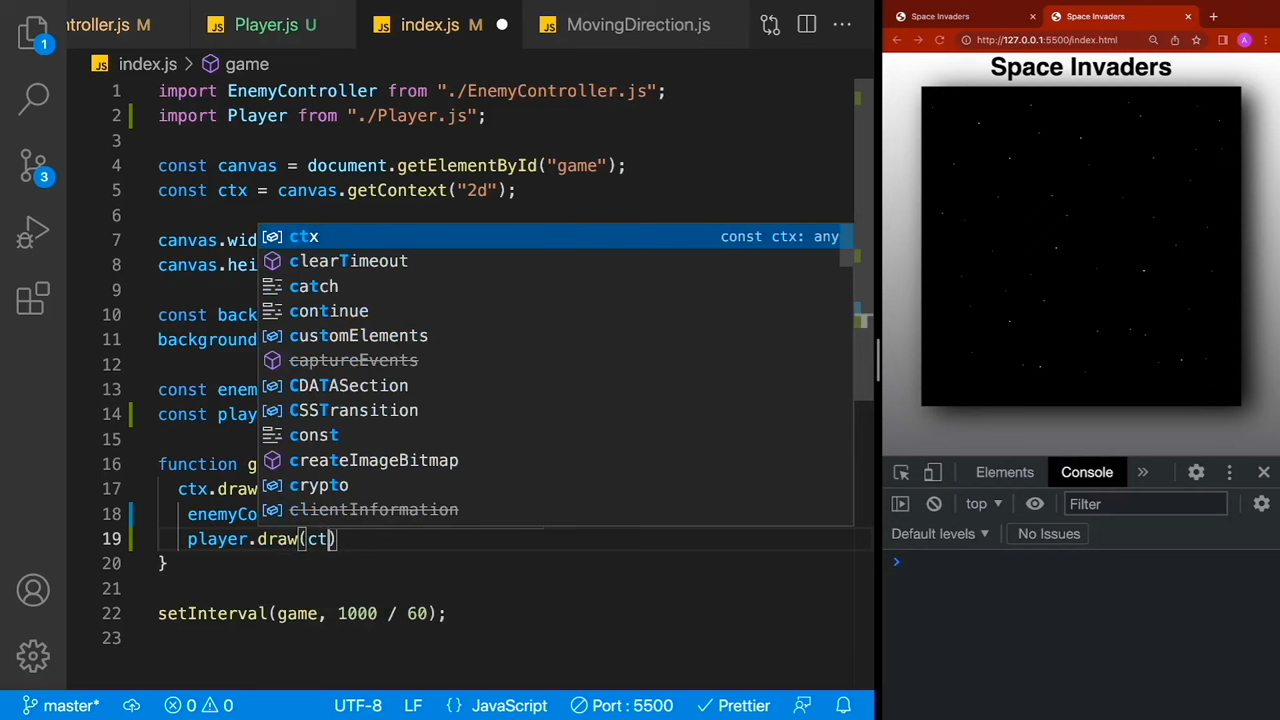 ntroller.js M
Player.js U
index.js M
MovingDirection.js
index.js > game
1 import EnemyController from "./EnemyController.js";
2 import Player from "./Player.js";
3
4 const canvas = document.getElementById("game");
5 const ctx = canvas.getContext("2d");
6
7 canvas.wid
8 canvas.hei
9
10 const back
11 background
12
13 const enem
14 const play
15
16 function g
17 ctx.draw
18 enemyCo
19 player.draw(ct)
20 }
21
22 setInterval(game, 1000 / 60);
23
ctx const ctx: any
clearTimeout
catch
continue
customElements
captureEvents
CDATASection
CSSTransition
const
createImageBitmap
crypto
clientInformation
1
3
master* 0 0 UTF-8 LF { } JavaScript Port : 5500 Prettier
Space Invaders
Space Invaders
http://127.0.0.1:5500/index.html
A
Space Invaders
Elements Console
top Filter
Default levels No Issues